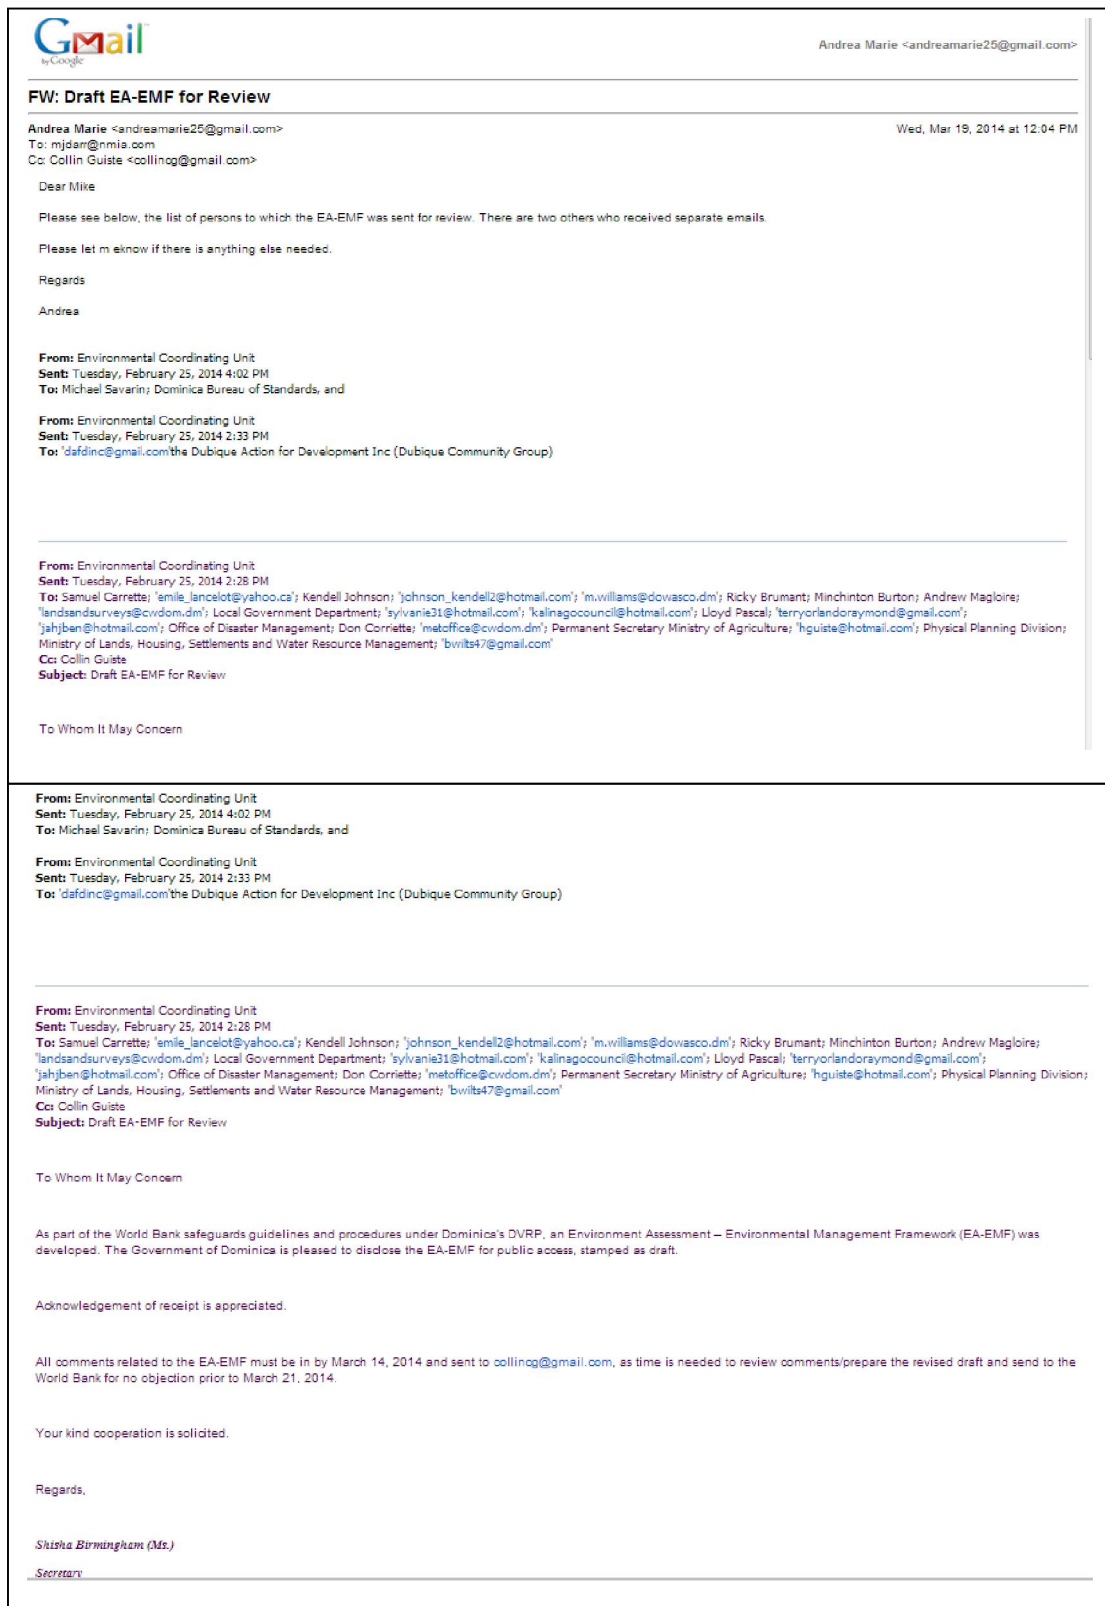 Gmail
by Google
Andrea Marie <andreamarie25@gmail.com>
FW: Draft EA-EMF for Review
Andrea Marie <andreamarie25@gmail.com>
Wed, Mar 19, 2014 at 12:04 PM
To: mjdarr@nmia.com
Cc: Collin Guiste <collincg@gmail.com>
Dear Mike
Please see below, the list of persons to which the EA-EMF was sent for review. There are two others who received separate emails.
Please let m eknow if there is anything else needed.
Regards
Andrea
From: Environmental Coordinating Unit
Sent: Tuesday, February 25, 2014 4:02 PM
To: Michael Savarin; Dominica Bureau of Standards, and
From: Environmental Coordinating Unit
Sent: Tuesday, February 25, 2014 2:33 PM
To: 'dafdinc@gmail.com'the Dubique Action for Development Inc (Dubique Community Group)
From: Environmental Coordinating Unit
Sent: Tuesday, February 25, 2014 2:28 PM
To: Samuel Carrette; 'emile_lancelot@yahoo.ca'; Kendell Johnson; 'johnson_kendell2@hotmail.com'; 'm.williams@dowasco.dm'; Ricky Brumant; Minchinton Burton; Andrew Magloire;
'landsandsurveys@cwdom.dm'; Local Government Department; 'sylvanie31@hotmail.com'; 'kalinagocouncil@hotmail.com'; Lloyd Pascal; 'terryorlandoraymond@gmail.com';
'jahjben@hotmail.com'; Office of Disaster Management; Don Corriette; 'metoffice@cwdom.dm'; Permanent Secretary Ministry of Agriculture; 'hguiste@hotmail.com'; Physical Planning Division;
Ministry of Lands, Housing, Settlements and Water Resource Management; 'bwilts47@gmail.com'
Cc: Collin Guiste
Subject: Draft EA-EMF for Review
To Whom It May Concern
From: Environmental Coordinating Unit
Sent: Tuesday, February 25, 2014 4:02 PM
To: Michael Savarin; Dominica Bureau of Standards, and
From: Environmental Coordinating Unit
Sent: Tuesday, February 25, 2014 2:33 PM
To: 'dafdinc@gmail.com'the Dubique Action for Development Inc (Dubique Community Group)
From: Environmental Coordinating Unit
Sent: Tuesday, February 25, 2014 2:28 PM
To: Samuel Carrette; 'emile_lancelot@yahoo.ca'; Kendell Johnson; 'johnson_kendell2@hotmail.com'; 'm.williams@dowasco.dm'; Ricky Brumant; Minchinton Burton; Andrew Magloire;
'landsandsurveys@cwdom.dm'; Local Government Department; 'sylvanie31@hotmail.com'; 'kalinagocouncil@hotmail.com'; Lloyd Pascal; 'terryorlandoraymond@gmail.com';
'jahjben@hotmail.com'; Office of Disaster Management; Don Corriette; 'metoffice@cwdom.dm'; Permanent Secretary Ministry of Agriculture; 'hguiste@hotmail.com'; Physical Planning Division;
Ministry of Lands, Housing, Settlements and Water Resource Management; 'bwilts47@gmail.com'
Cc: Collin Guiste
Subject: Draft EA-EMF for Review
To Whom It May Concern
As part of the World Bank safeguards guidelines and procedures under Dominica's DVRP, an Environment Assessment – Environmental Management Framework (EA-EMF) was
developed. The Government of Dominica is pleased to disclose the EA-EMF for public access, stamped as draft.
Acknowledgement of receipt is appreciated.
All comments related to the EA-EMF must be in by March 14, 2014 and sent to collincg@gmail.com, as time is needed to review comments/prepare the revised draft and send to the
World Bank for no objection prior to March 21, 2014.
Your kind cooperation is solicited.
Regards,
Shisha Birmingham (Ms.)
Secretary